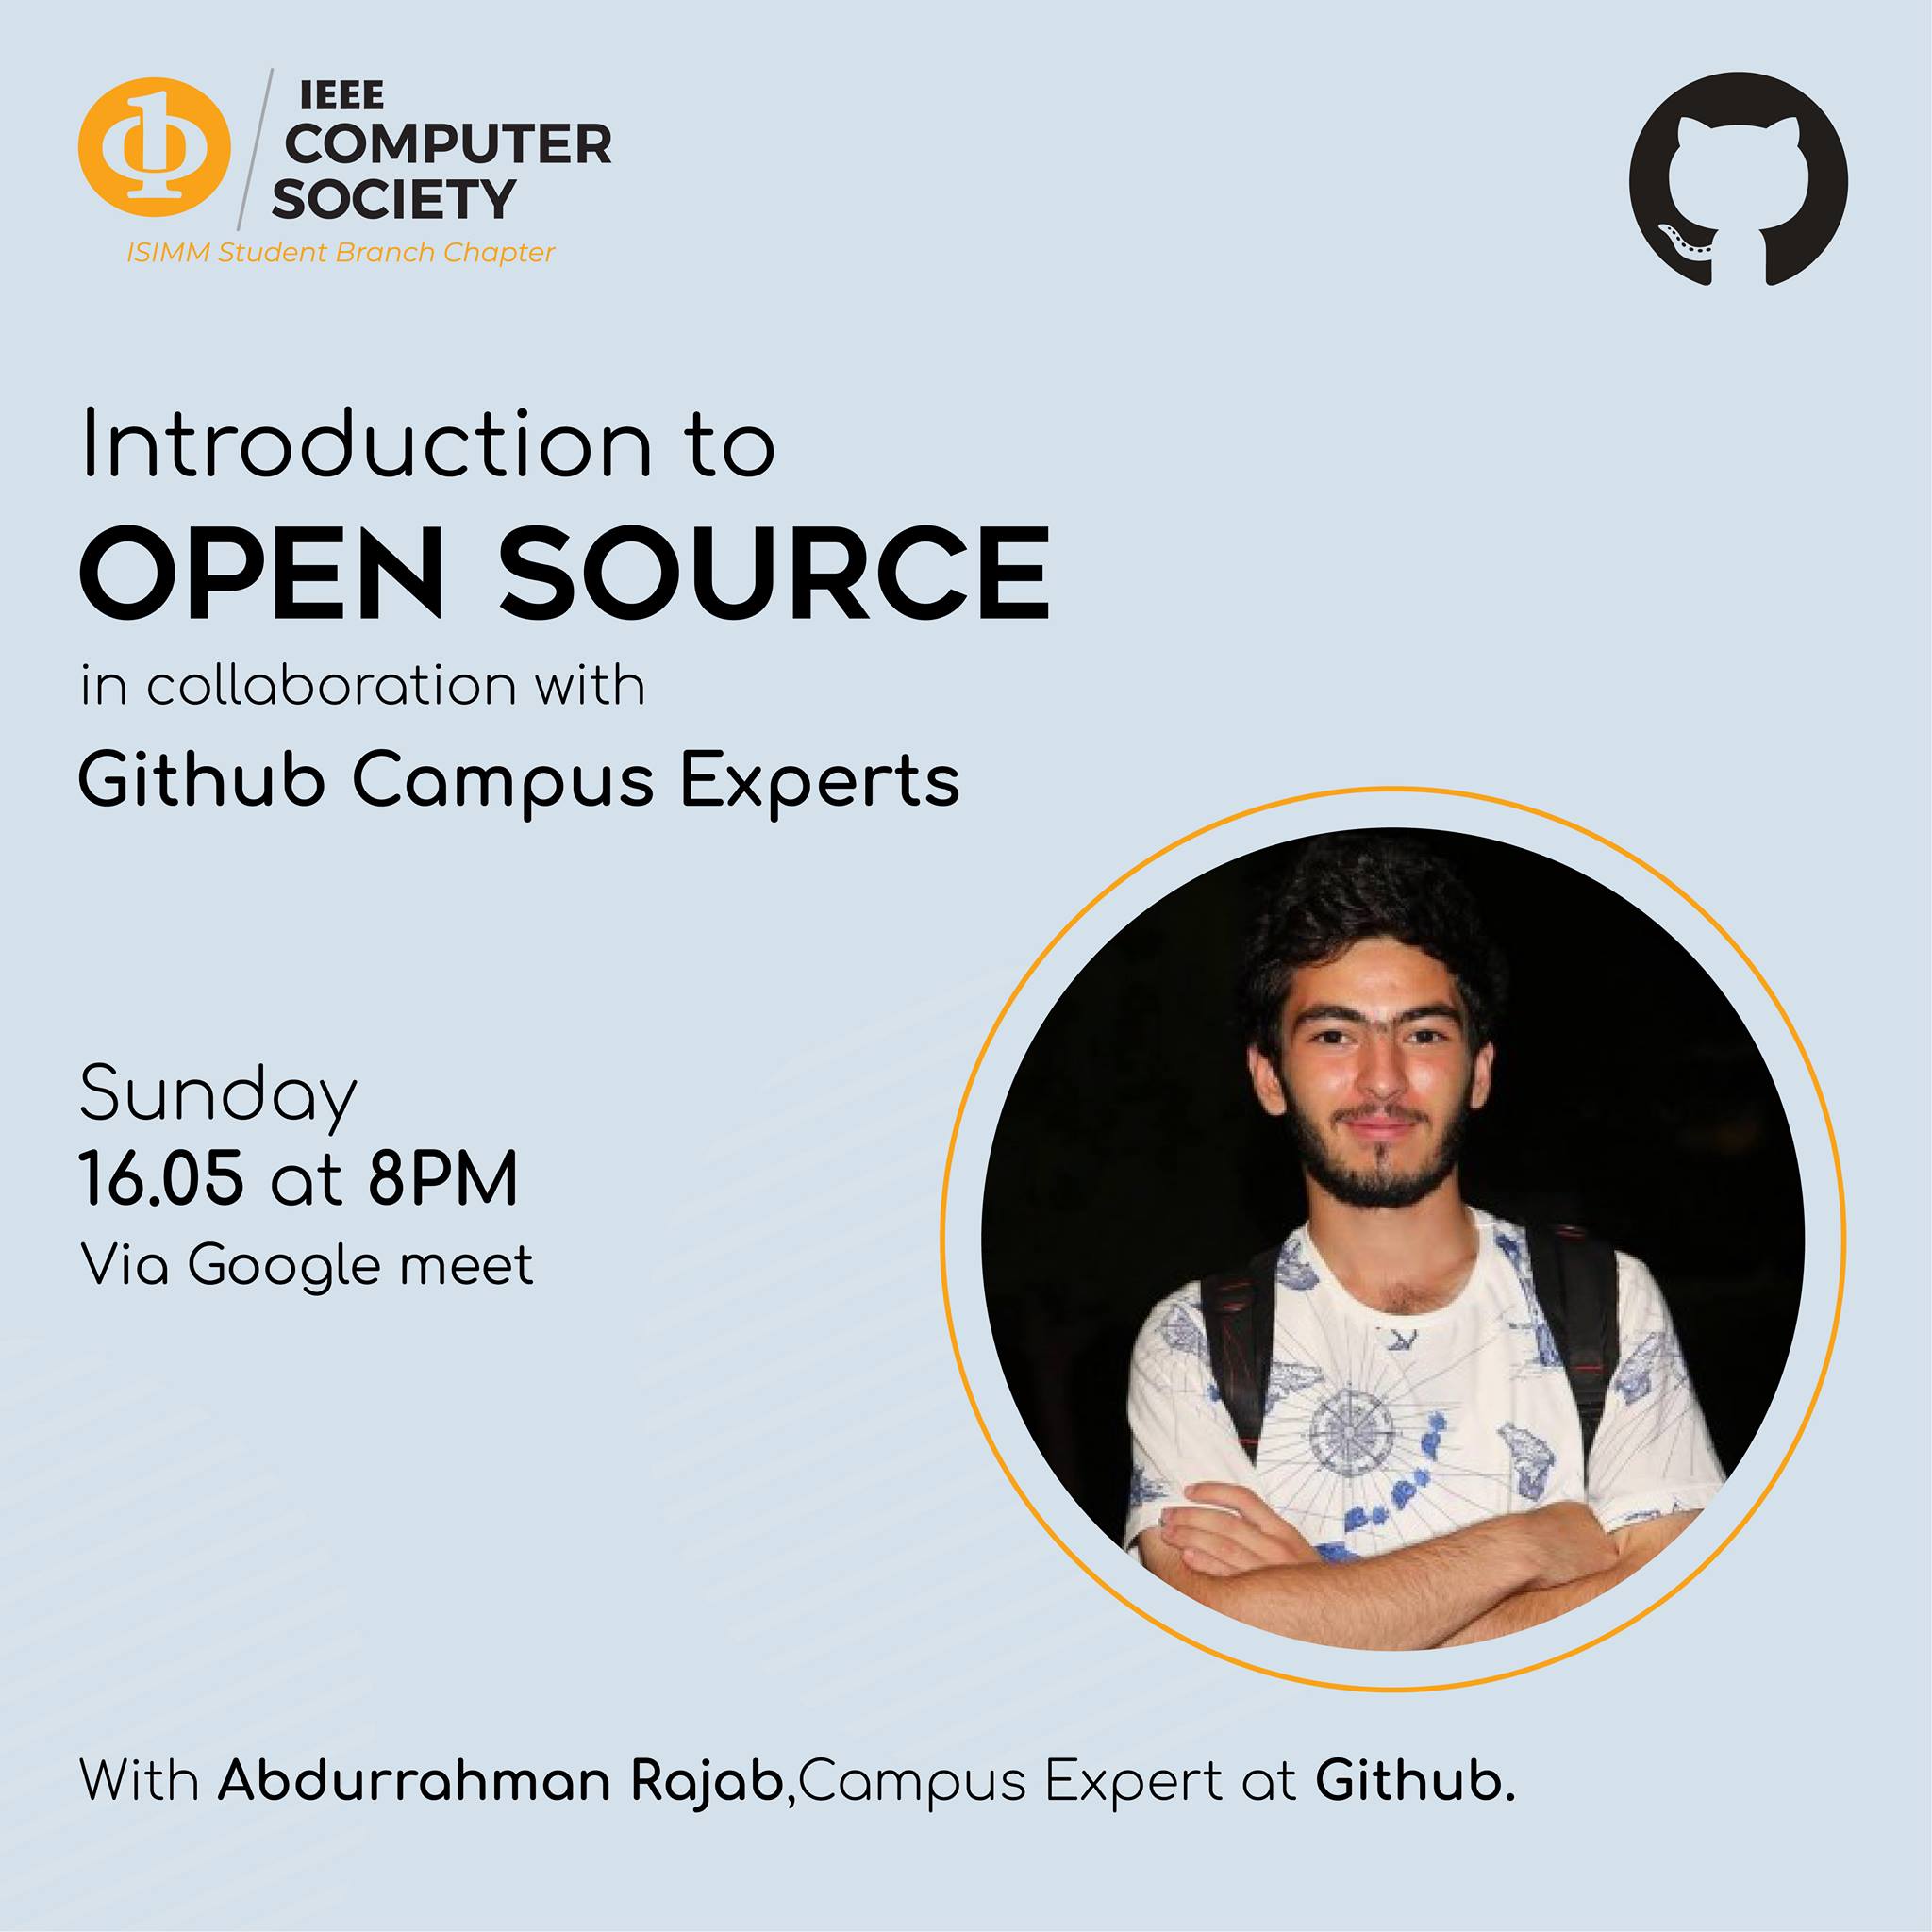 IEEE
COMPUTER
SOCIETY
ISIMM Student Branch Chapter
Introduction to
OPEN SOURCE
in collaboration with
Github Campus Experts
Sunday
16.05 at 8PM
Via Google meet
With Abdurrahman Rajab,Campus Expert at Github.